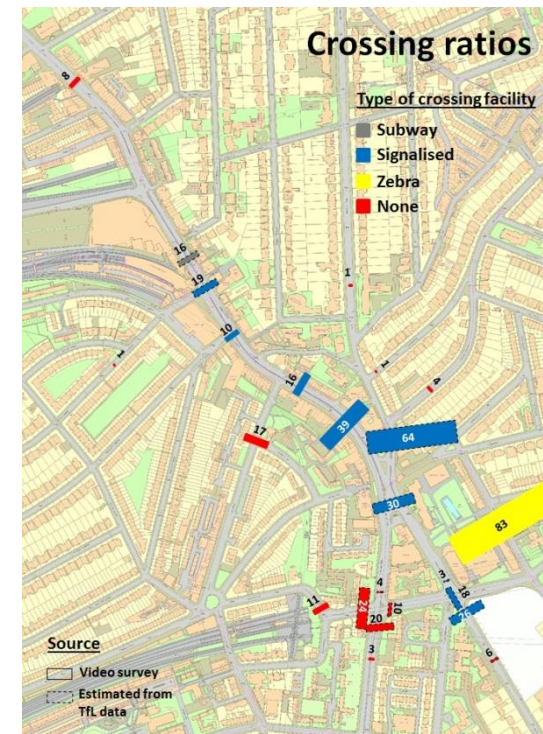 Crossing ratios
Type of crossing facility
Subway
Signalised
Zebra
None
8
16
19
1
10
1
16
1
4
39
64
17
30
83
3
18
4
24
10
11
26
20
3
6
Source
Video survey
Estimated from
TfL data